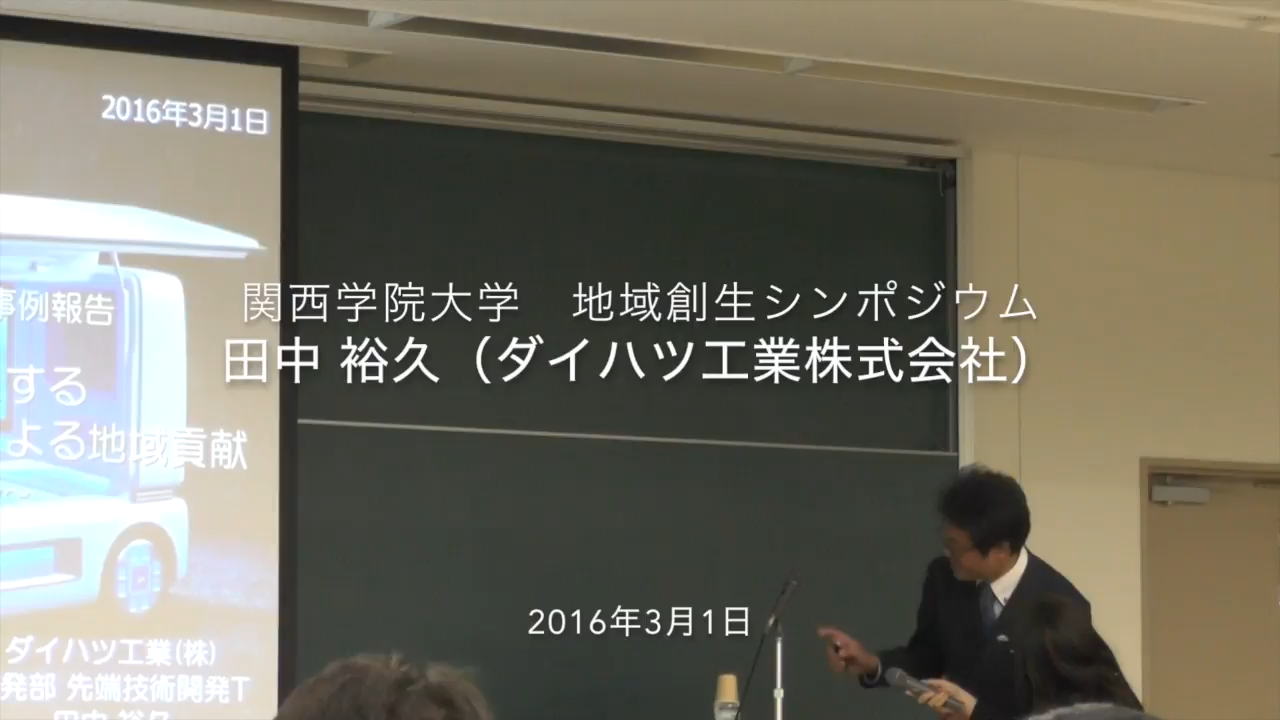 2016年3月1日
事例報告
する
よる地域貢献
ダイハツ工業(株)
発部 先端技術開発T
田中 裕久
関西学院大学　地域創生シンポジウム
田中 裕久（ダイハツ工業株式会社）
2016年3月1日